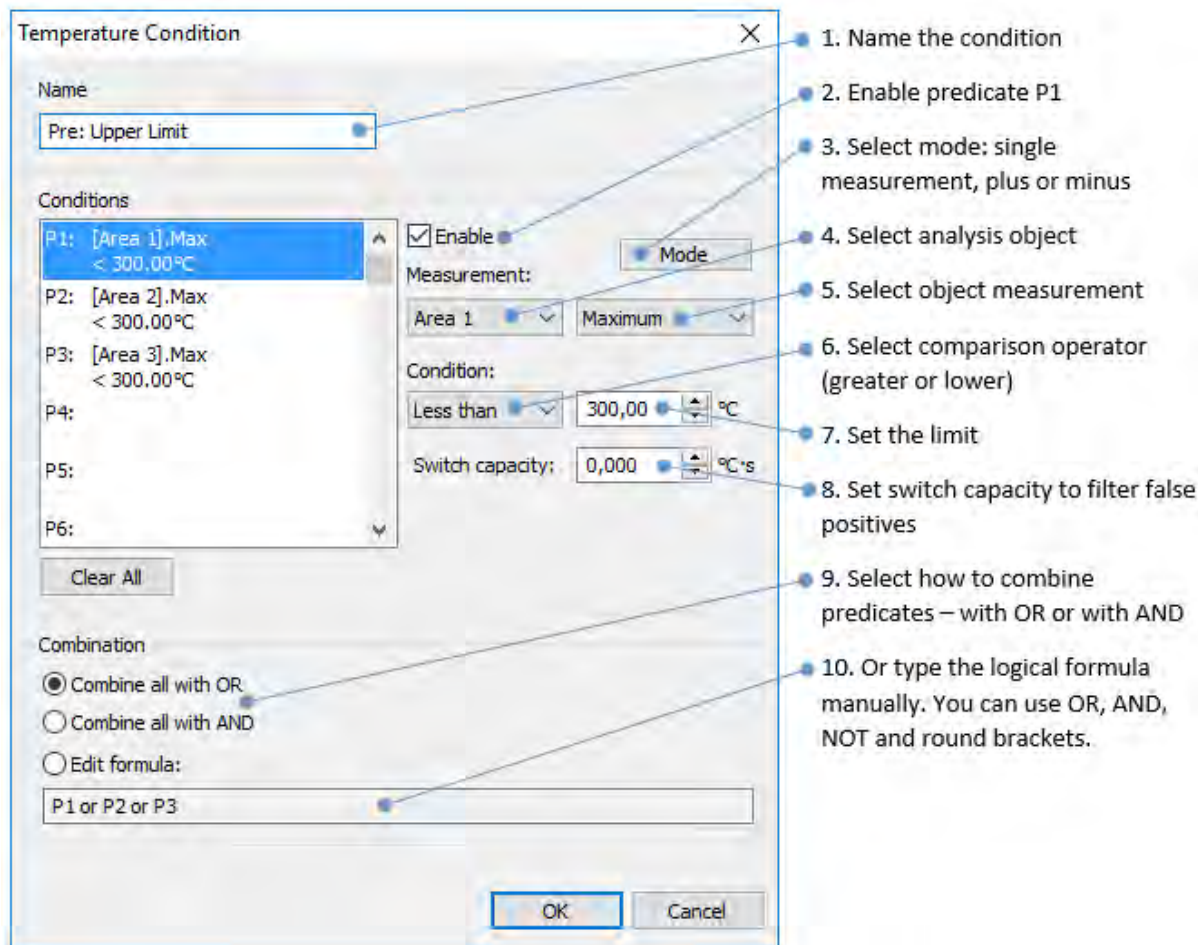 Temperature Condition
Name
Pre: Upper Limit
Conditions
P1: [Area 1].Max
< 300.00°C
P2: [Area 2].Max
< 300.00°C
P3: [Area 3].Max
< 300.00°C
P4:
P5:
P6:
Clear All
Enable
Mode
Measurement:
Area 1
Maximum
Condition:
Less than
300,00 °C
Switch capacity: 0,000 °C·s
Combination
Combine all with OR
Combine all with AND
Edit formula:
P1 or P2 or P3
OK
Cancel
1. Name the condition
2. Enable predicate P1
3. Select mode: single
measurement, plus or minus
4. Select analysis object
5. Select object measurement
6. Select comparison operator
(greater or lower)
7. Set the limit
8. Set switch capacity to filter false
positives
9. Select how to combine
predicates – with OR or with AND
10. Or type the logical formula
manually. You can use OR, AND,
NOT and round brackets.